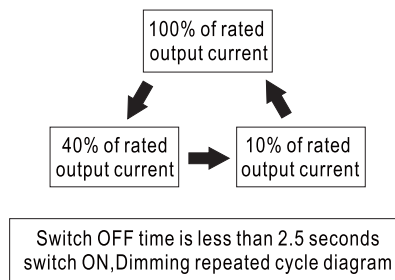 100% of rated
output current
40% of rated
output current
10% of rated
output current
Switch OFF time is less than 2.5 seconds
switch ON,Dimming repeated cycle diagram